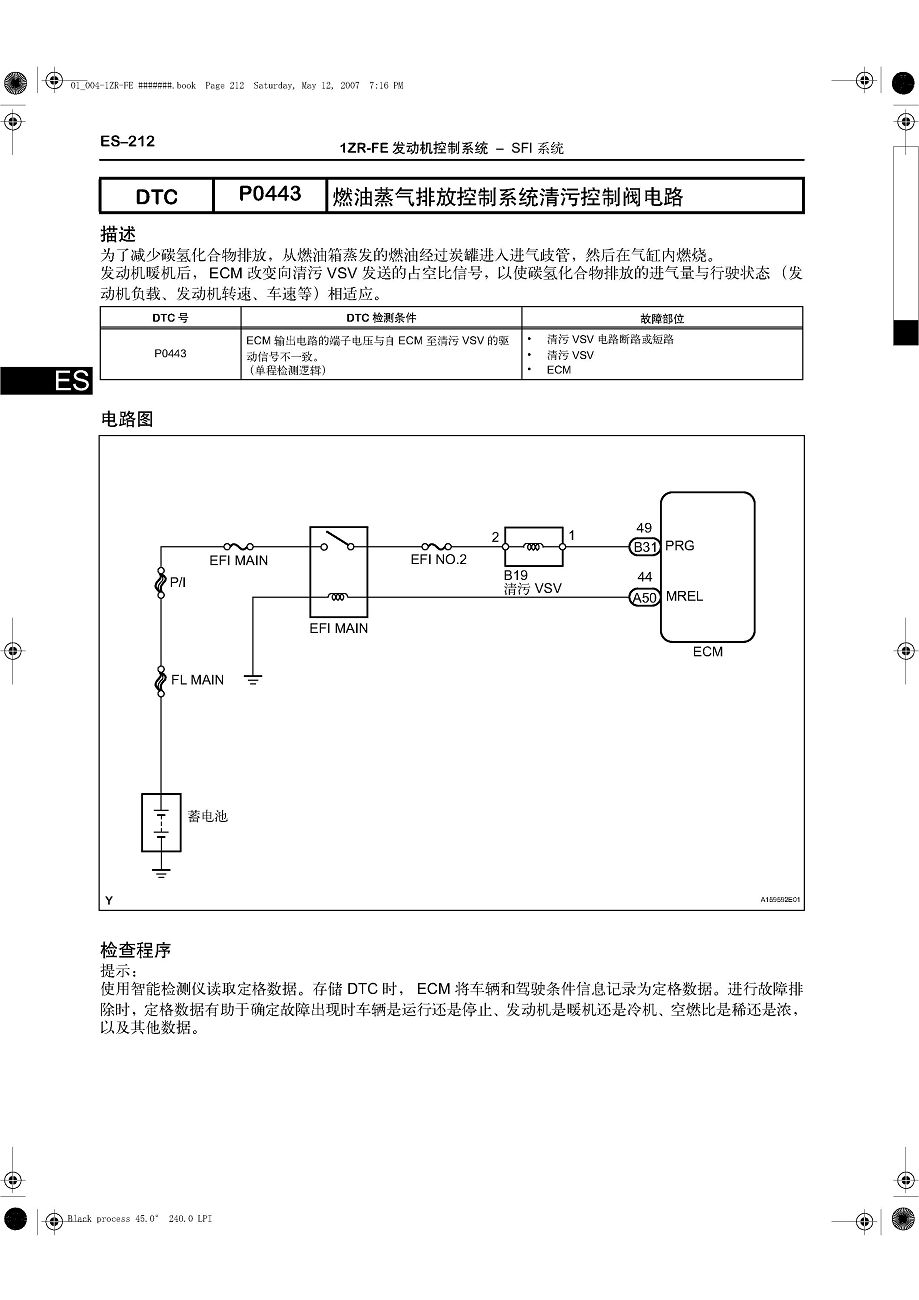 01_004-1ZR-FE #######.book Page 212 Saturday, May 12, 2007 7:16 PM
ES–212
1ZR-FE 发动机控制系统 – SFI 系统
DTC P0443 燃油蒸气排放控制系统清污控制阀电路
描述
为了减少碳氢化合物排放，从燃油箱蒸发的燃油经过炭罐进入进气歧管，然后在气缸内燃烧。
发动机暖机后， ECM 改变向清污 VSV 发送的占空比信号，以使碳氢化合物排放的进气量与行驶状态（发
动机负载、发动机转速、车速等）相适应。
DTC 号 DTC 检测条件 故障部位
P0443
ECM 输出电路的端子电压与自 ECM 至清污 VSV 的驱
动信号不一致。
（单程检测逻辑）
• 清污 VSV 电路断路或短路
• 清污 VSV
• ECM
ES
电路图
EFI MAIN
P/I
FL MAIN
蓄电池
EFI MAIN
EFI NO.2
2
1
B19
清污 VSV
49
B31 PRG
44
A50 MREL
ECM
Y
A159592E01
检查程序
提示：
使用智能检测仪读取定格数据。存储 DTC 时， ECM 将车辆和驾驶条件信息记录为定格数据。进行故障排
除时，定格数据有助于确定故障出现时车辆是运行还是停止、发动机是暖机还是冷机、空燃比是稀还是浓，
以及其他数据。
Black process 45.0° 240.0 LPI